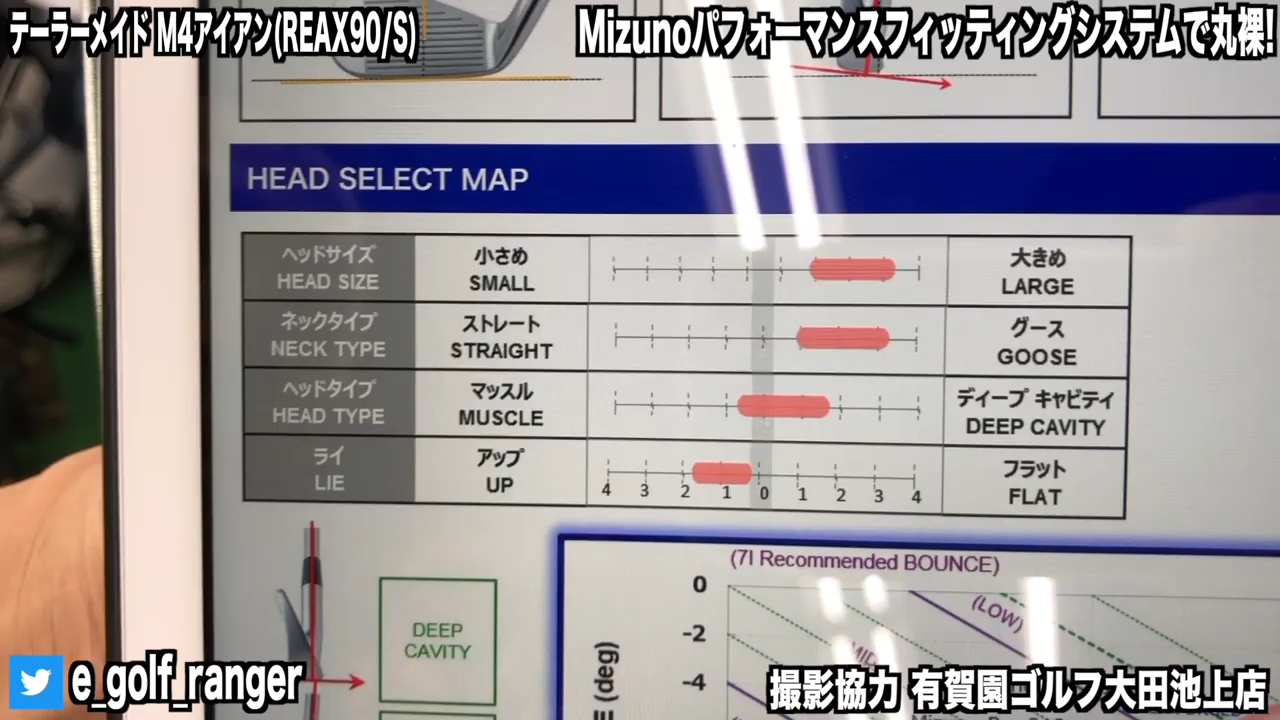 テーラーメイド M4アイアン(REAX90/S)
Mizunoパフォーマンスフィッティングシステムで丸裸!
HEAD SELECT MAP
ヘッドサイズ
HEAD SIZE
小さめ
SMALL
大きめ
LARGE
ネックタイプ
NECK TYPE
ストレート
STRAIGHT
グース
GOOSE
ヘッドタイプ
HEAD TYPE
マッスル
MUSCLE
ディープ キャビティ
DEEP CAVITY
ライ
LIE
アップ
UP
4 3 2 1 0 1 2 3 4
フラット
FLAT
DEEP
CAVITY
(7I Recommended BOUNCE)
0
-2
-4
(deg)
(LOW)
e_golf_ranger
撮影協力 有賀園ゴルフ大田池上店